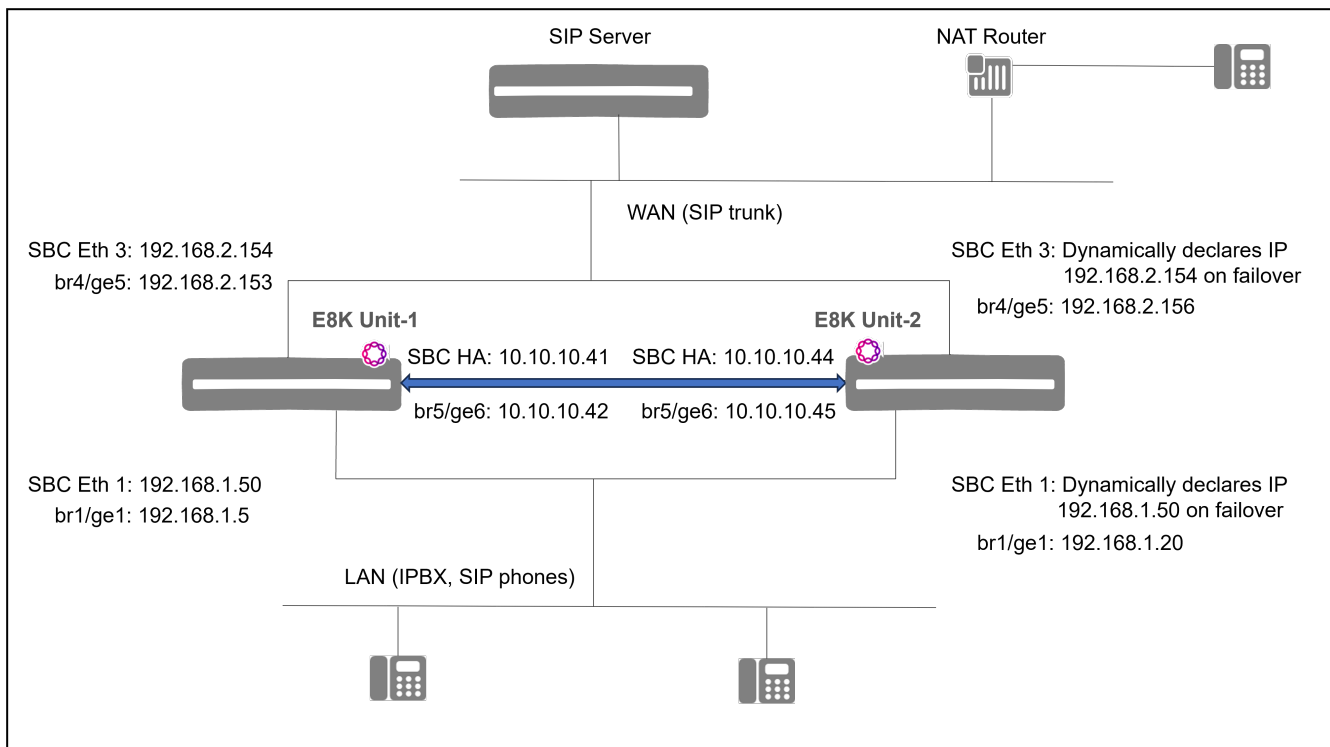 SIP Server
NAT Router
WAN (SIP trunk)
SBC Eth 3: 192.168.2.154
br4/ge5: 192.168.2.153
SBC Eth 3: Dynamically declares IP
192.168.2.154 on failover
br4/ge5: 192.168.2.156
E8K Unit-1
E8K Unit-2
SBC HA: 10.10.10.41
SBC HA: 10.10.10.44
br5/ge6: 10.10.10.42
br5/ge6: 10.10.10.45
SBC Eth 1: 192.168.1.50
br1/ge1: 192.168.1.5
SBC Eth 1: Dynamically declares IP
192.168.1.50 on failover
br1/ge1: 192.168.1.20
LAN (IPBX, SIP phones)